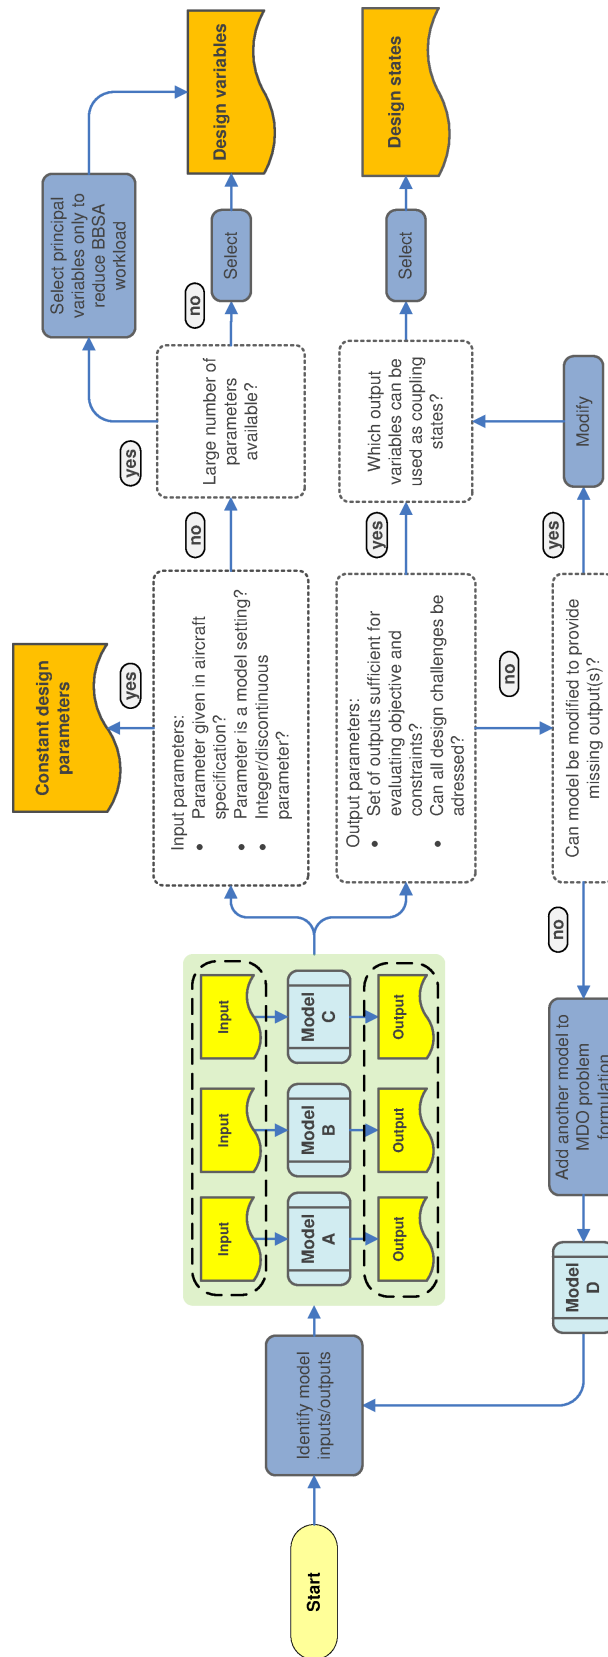 Start
Identify model
inputs/outputs
Input
Input
Input
Model
A
Model
B
Model
C
Output
Output
Output
Input parameters:
• Parameter given in aircraft
specification?
• Parameter is a model setting?
• Integer/discontinuous
parameter?
yes
Constant design
parameters
no
Large number of
parameters
available?
yes
Select principal
variables only to
reduce BBSA
workload
no
Select
Design variables
Output parameters:
• Set of outputs sufficient for
evaluating objective and
constraints?
• Can all design challenges be
adressed?
yes
Which output
variables can be
used as coupling
states?
Select
Design states
no
Can model be modified to provide
missing output(s)?
yes
Modify
no
Add another model to
MDO problem
formulation
Model
D